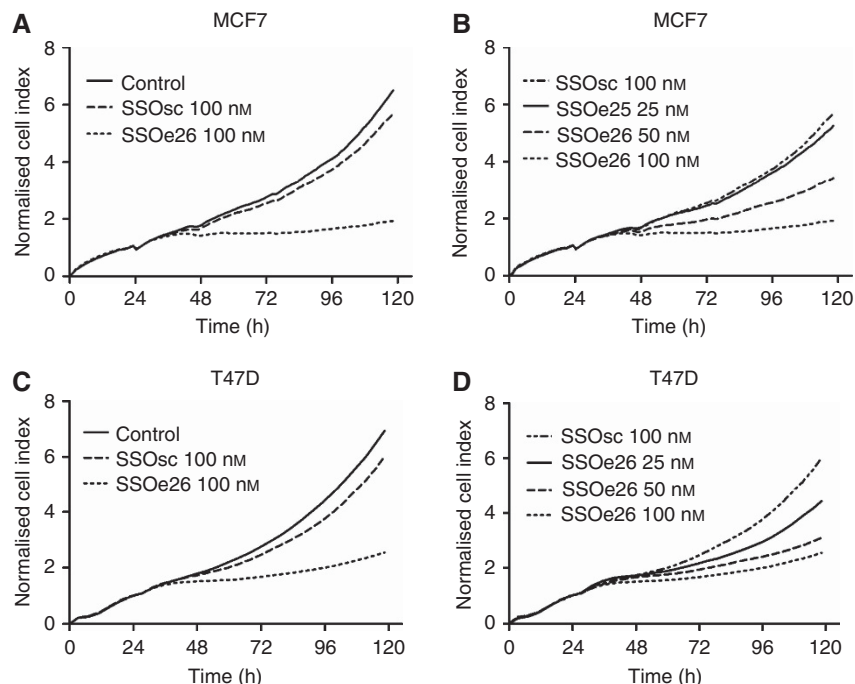 A
MCF7
Normalised cell index
8
6
4
2
0
Control
SSOsc 100 nM
SSOe26 100 nM
0 24 48 72 96 120
Time (h)
B
MCF7
Normalised cell index
8
6
4
2
0
SSOsc 100 nM
SSOe25 25 nM
SSOe26 50 nM
SSOe26 100 nM
0 24 48 72 96 120
Time (h)
C
T47D
Normalised cell index
8
6
4
2
0
Control
SSOsc 100 nM
SSOe26 100 nM
0 24 48 72 96 120
Time (h)
D
T47D
Normalised cell index
8
6
4
2
0
SSOsc 100 nM
SSOe26 25 nM
SSOe26 50 nM
SSOe26 100 nM
0 24 48 72 96 120
Time (h)